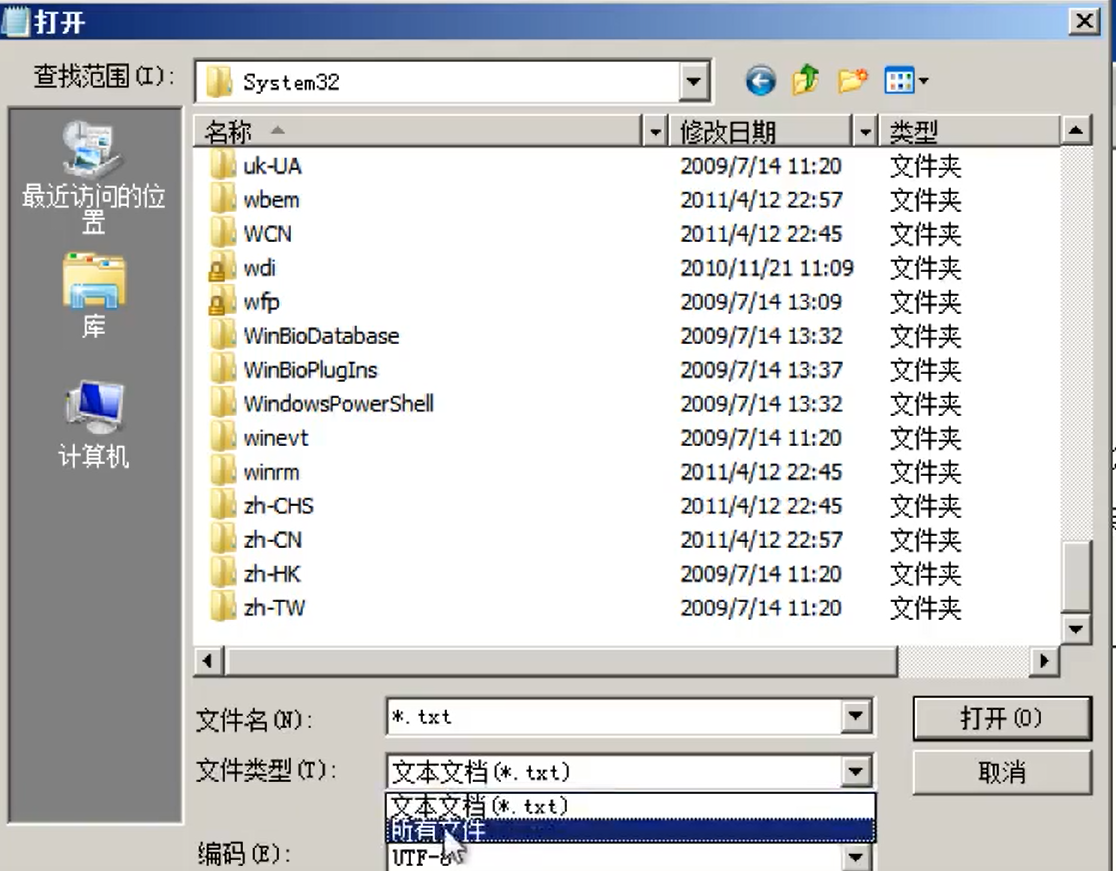 打开
查找范围(I):
System32
最近访问的位置
库
计算机
名称 修改日期 类型
uk-UA 2009/7/14 11:20 文件夹
wbem 2011/4/12 22:57 文件夹
WCN 2011/4/12 22:45 文件夹
wdi 2010/11/21 11:09 文件夹
wfp 2009/7/14 13:09 文件夹
WinBioDatabase 2009/7/14 13:32 文件夹
WinBioPlugIns 2009/7/14 13:37 文件夹
WindowsPowerShell 2009/7/14 13:32 文件夹
winevt 2009/7/14 11:20 文件夹
winrm 2011/4/12 22:45 文件夹
zh-CHS 2011/4/12 22:45 文件夹
zh-CN 2011/4/12 22:57 文件夹
zh-HK 2009/7/14 11:20 文件夹
zh-TW 2009/7/14 11:20 文件夹
文件名(N): *.txt 打开(O)
文件类型(T): 文本文档(*.txt) 取消
文本文档(*.txt)
所有文件
编码(E): UTF-8